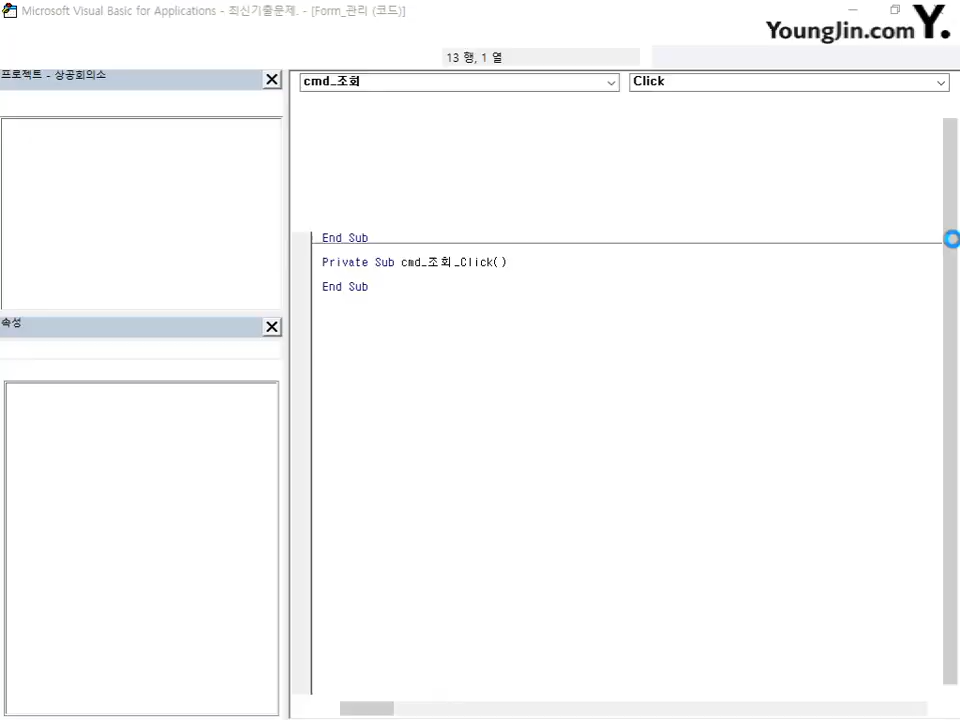 Microsoft Visual Basic for Applications - 최신기출문제. - [Form_관리 (코드)]
YoungJin.com Y.
13 행, 1 열
프로젝트 - 상공회의소
cmd_조회
Click
End Sub
Private Sub cmd_조회_Click()
End Sub
속성